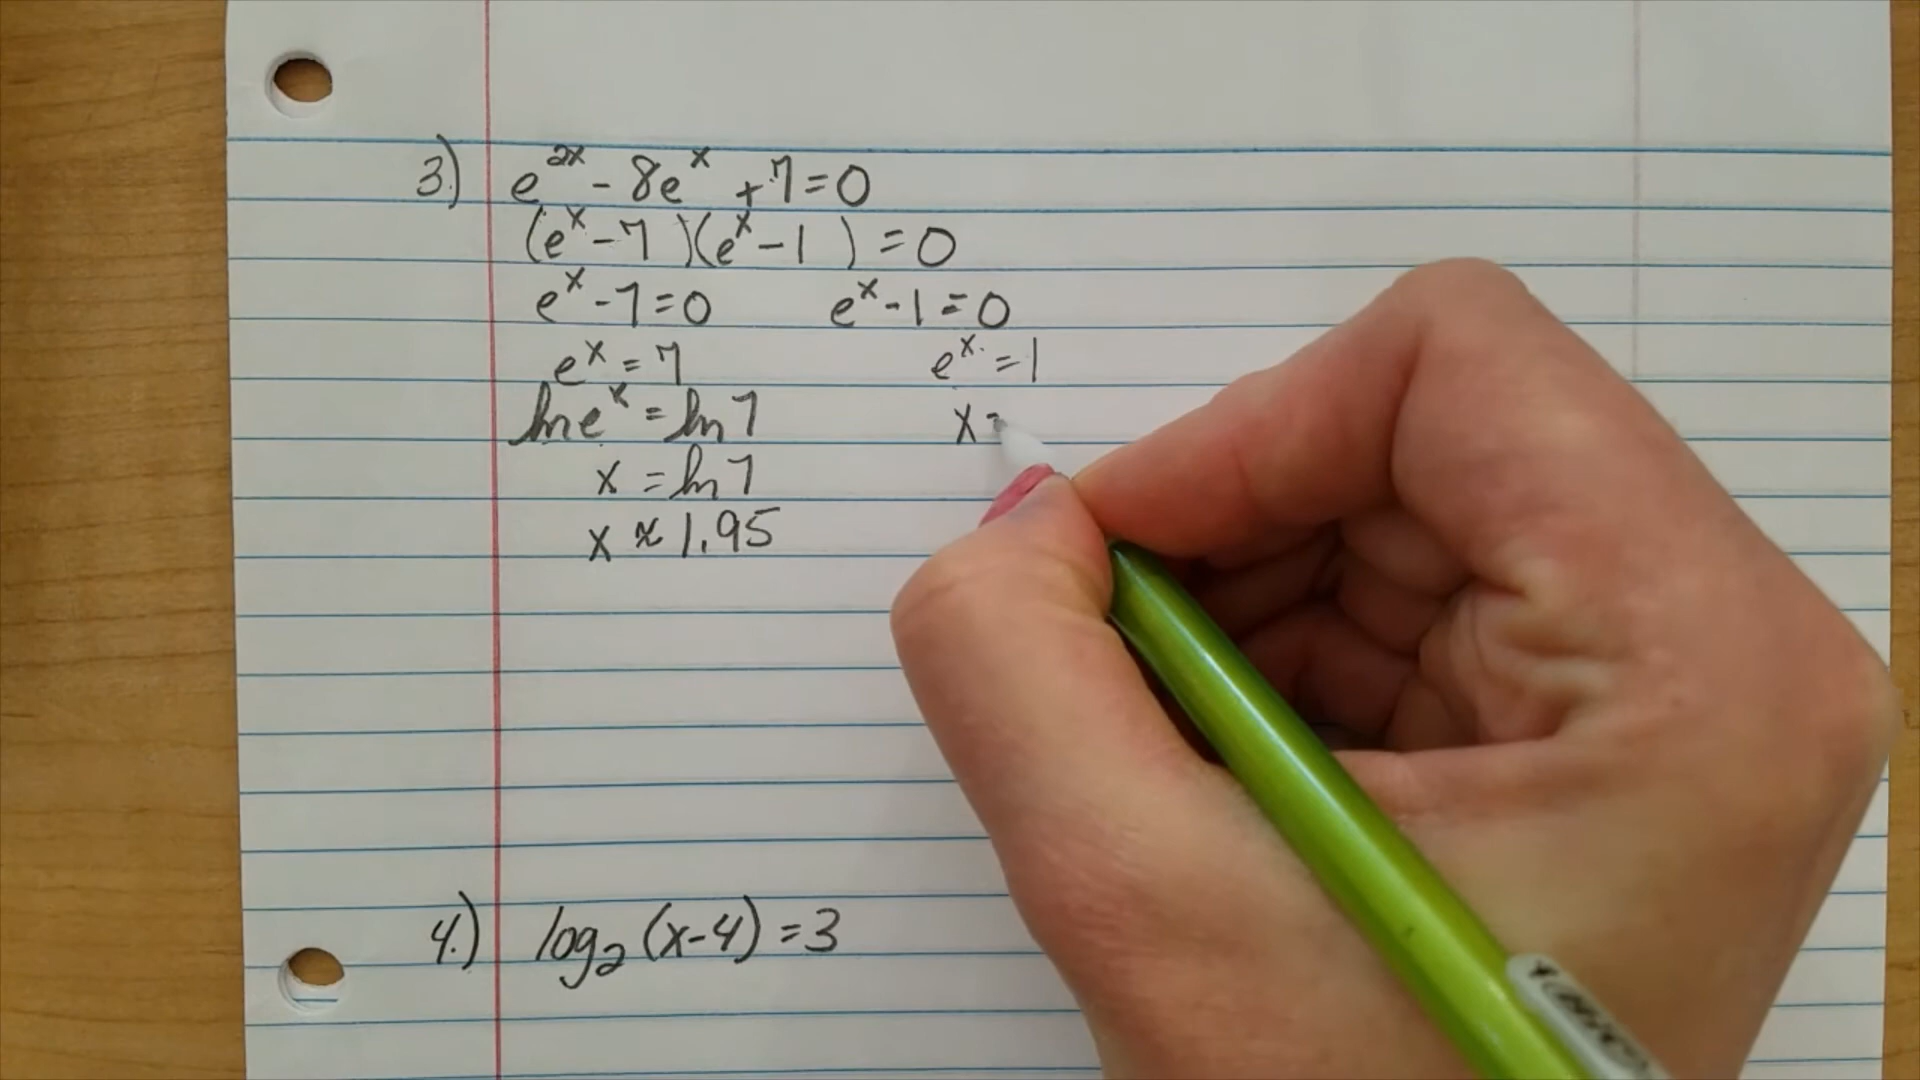 3.) e^2x - 8e^x + 7 = 0
(e^x - 7)(e^x - 1) = 0
e^x - 7 = 0 e^x - 1 = 0
e^x = 7 e^x = 1
ln e^x = ln 7 x =
x = ln 7
x ≈ 1.95
4.) log₂(x-4) = 3